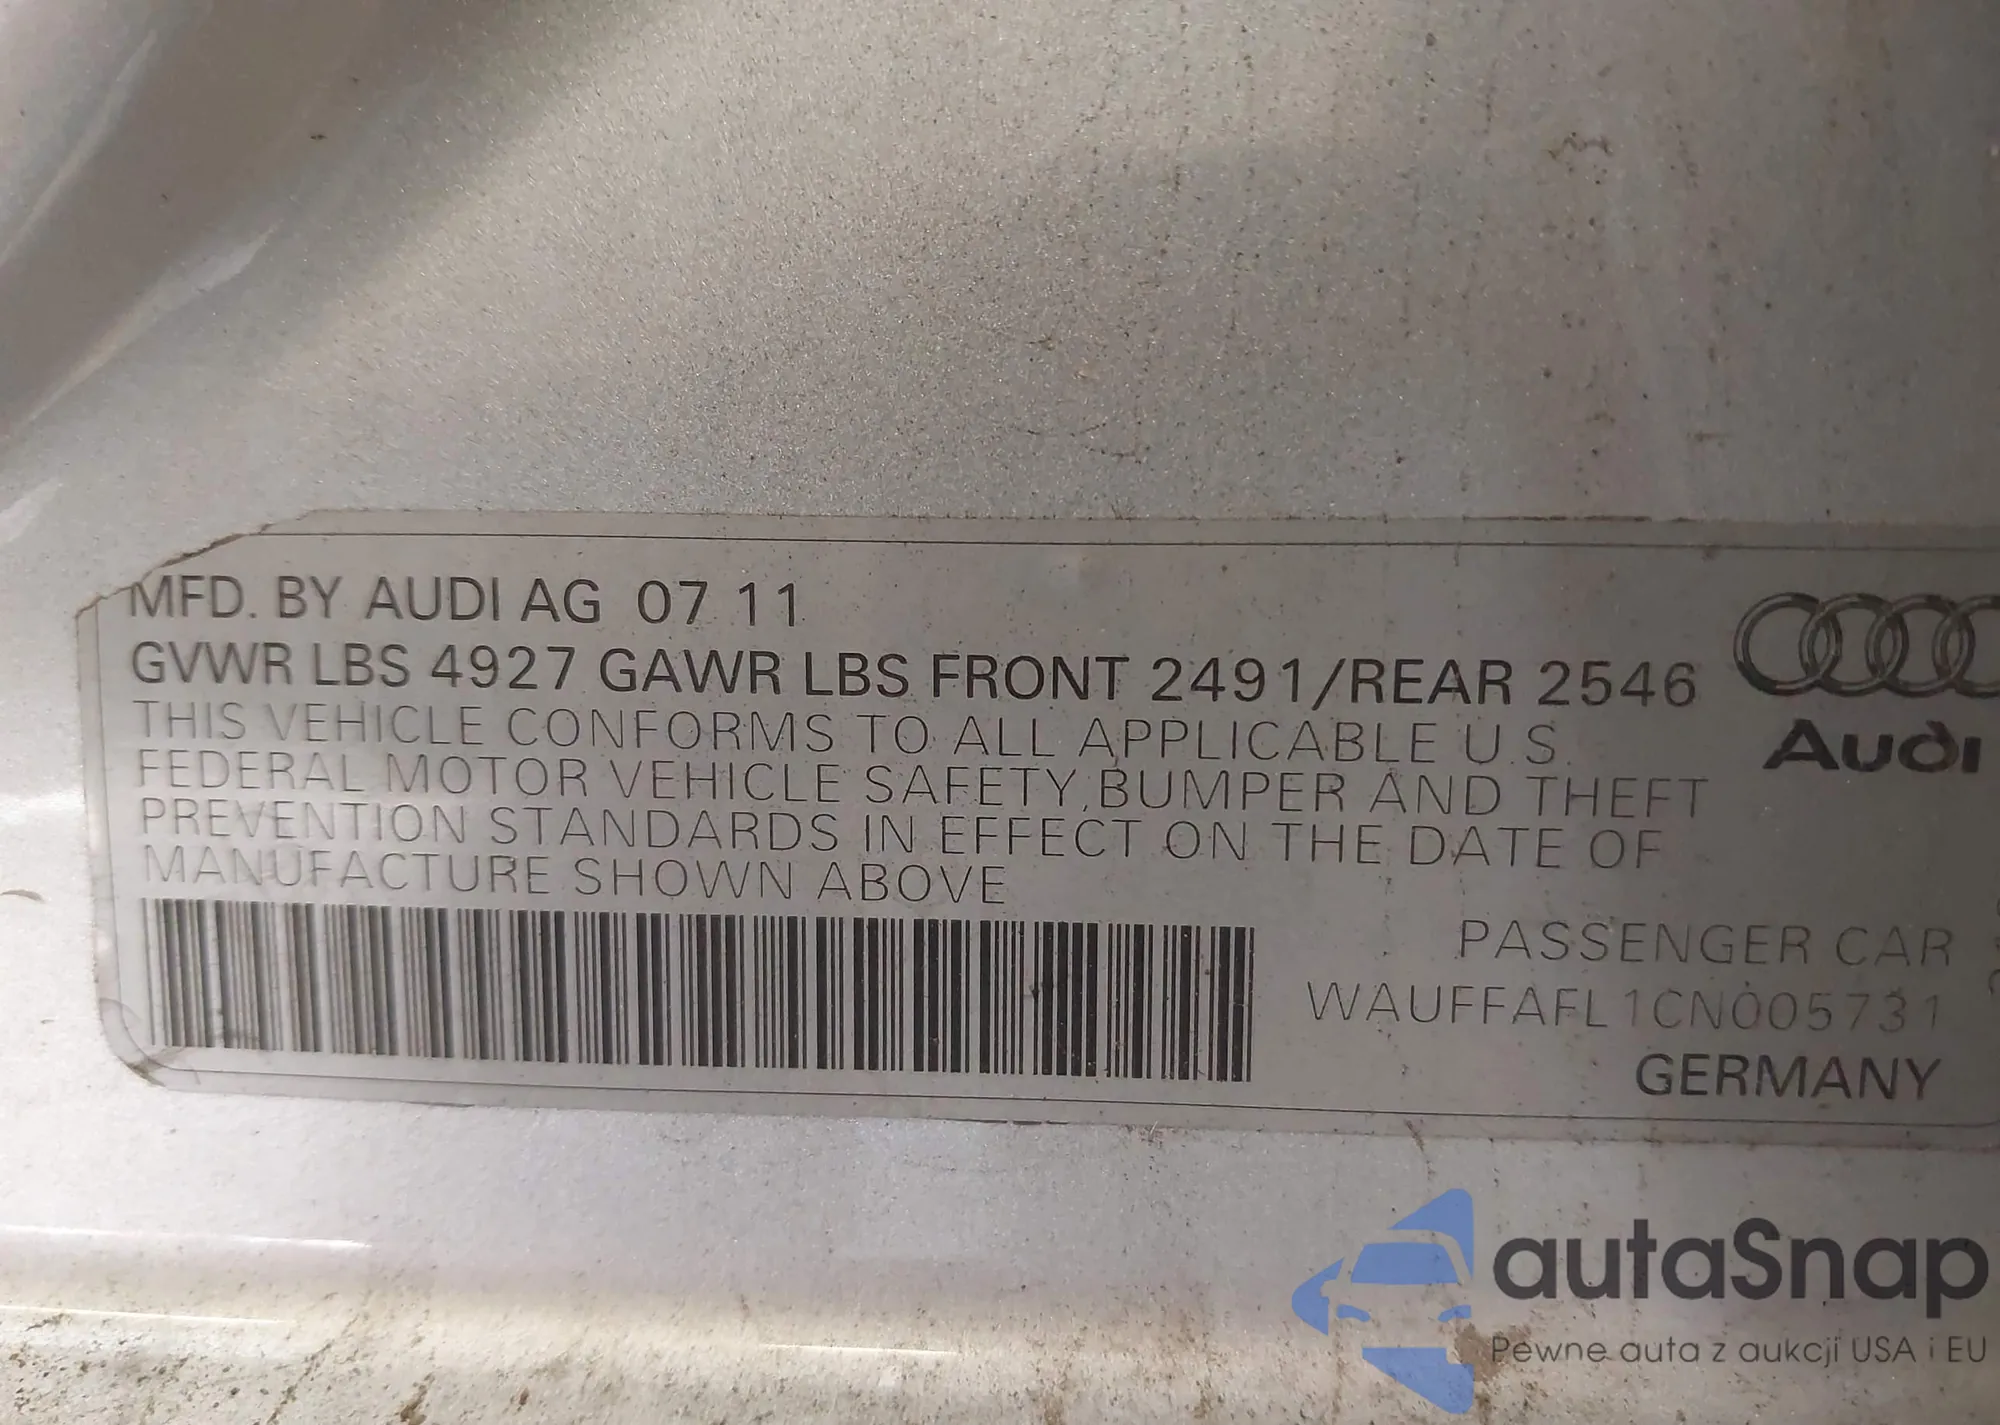 MFD. BY AUDI AG 07 11
GVWR LBS 4927 GAWR LBS FRONT 2491/REAR 2546
THIS VEHICLE CONFORMS TO ALL APPLICABLE U.S.
FEDERAL MOTOR VEHICLE SAFETY, BUMPER AND THEFT
PREVENTION STANDARDS IN EFFECT ON THE DATE OF
MANUFACTURE SHOWN ABOVE
Audi
PASSENGER CAR
WAUFFAFL1CN005731
GERMANY
autaSnap
Pewne auta z aukcji USA i EU